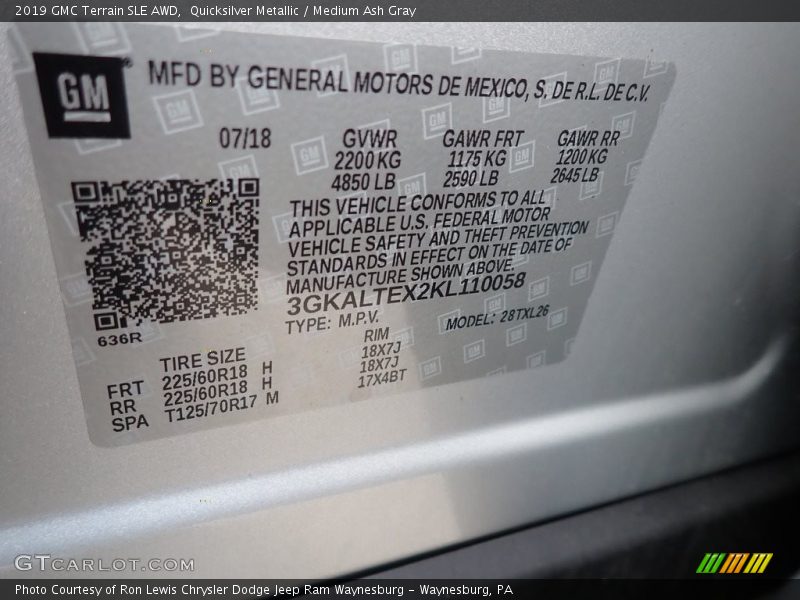 2019 GMC Terrain SLE AWD, Quicksilver Metallic / Medium Ash Gray
GM
MFD BY GENERAL MOTORS DE MEXICO, S. DE R.L. DE C.V.
07/18 GVWR GAWR FRT GAWR RR
2200 KG 1175 KG 1200 KG
4850 LB 2590 LB 2645 LB
THIS VEHICLE CONFORMS TO ALL
APPLICABLE U.S. FEDERAL MOTOR
VEHICLE SAFETY AND THEFT PREVENTION
STANDARDS IN EFFECT ON THE DATE OF
MANUFACTURE SHOWN ABOVE.
3GKALTEX2KL110058
636R TYPE: M.P.V. MODEL: 28TXL26
TIRE SIZE RIM
FRT 225/60R18 H 18X7J
RR 225/60R18 H 18X7J
SPA T125/70R17 M 17X4BT
GTCARLOT.COM
Photo Courtesy of Ron Lewis Chrysler Dodge Jeep Ram Waynesburg – Waynesburg, PA